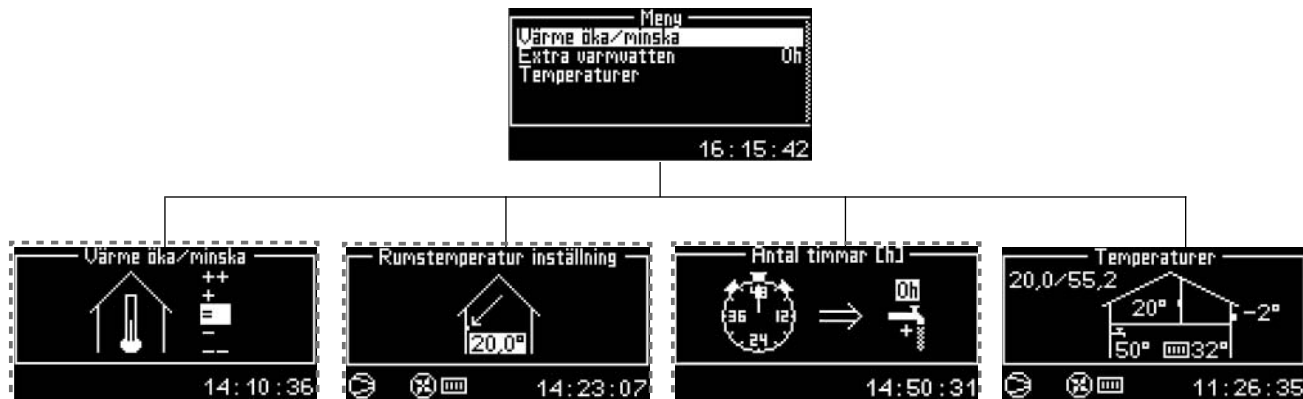 Meny
Värme öka/minska
Extra varmvatten 0h
Temperaturer
16:15:42
Värme öka/minska
++
+
=
-
--
14:10:36
Rumstemperatur inställning
20,0°
14:23:07
Antal timmar [h]
48
36 12
24
0h
+
14:50:31
Temperaturer
20,0/55,2
20° -2°
50° 32°
11:26:35